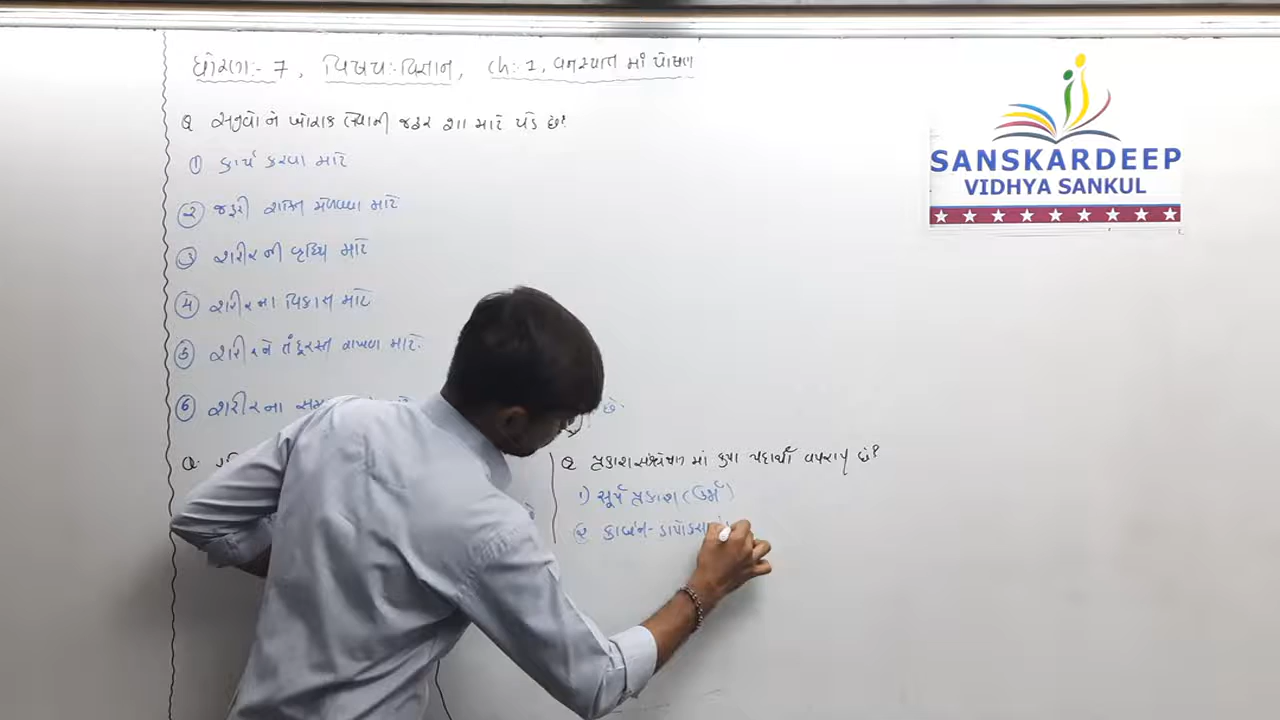 ધોરણ:- 7, વિષય:- વિજ્ઞાન, ch: 1, વનસ્પતિ માં પોષણ
Q સજીવો ને ખોરાક લેવાની જરૂર શા માટે પડે છે?
① કાર્ય કરવા માટે
② જરૂરી શક્તિ મેળવવા માટે
③ શરીર ની વૃદ્ધિ માટે
④ શરીરના વિકાસ માટે
⑤ શરીરને તંદૂરસ્ત રાખવા માટે.
⑥ શરીરના છે.
Q.
Q પ્રકાશસંશ્લેષણ માં કયા પદાર્થો વપરાય છે?
1) સૂર્ય પ્રકાશ (ઉર્જા)
② કાર્બન-ડાયોકસા
SANSKARDEEP
VIDHYA SANKUL